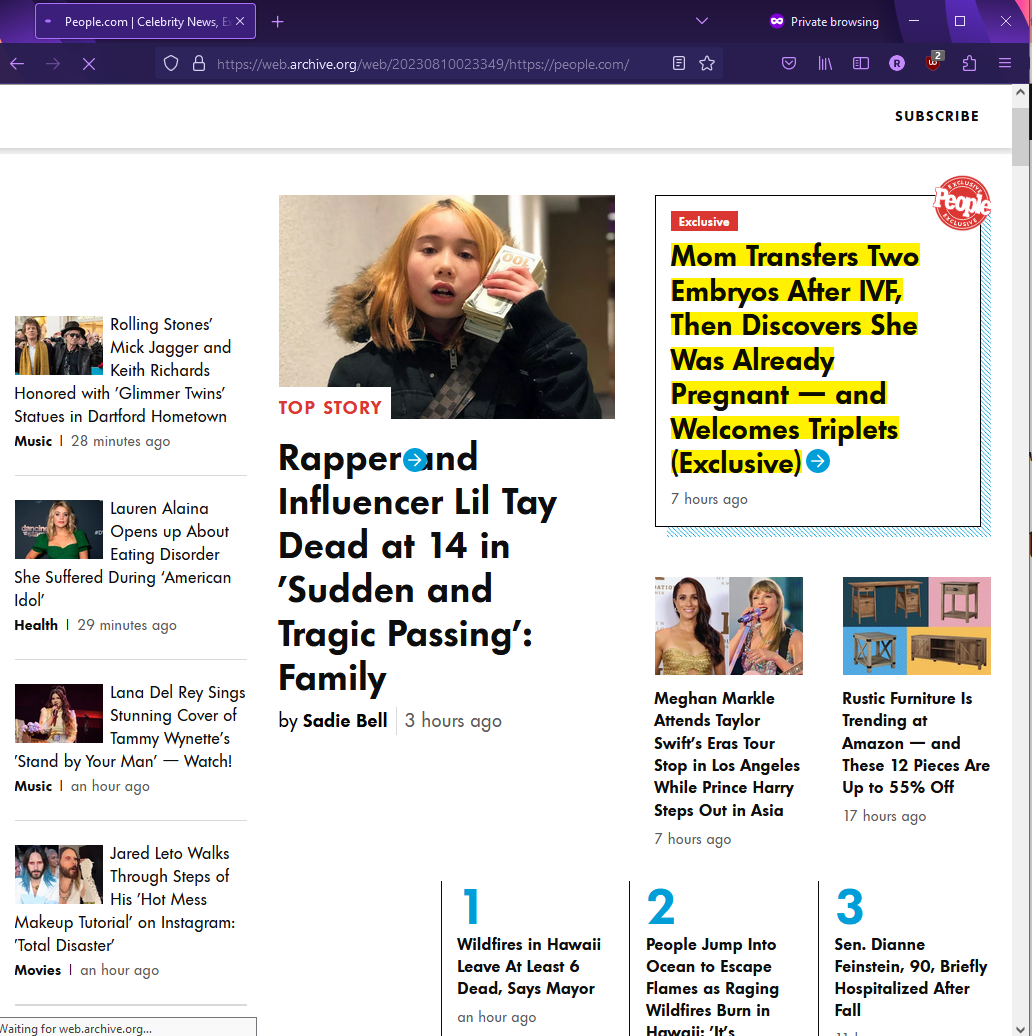 People.com | Celebrity News, E
Private browsing
https://web.archive.org/web/20230810023349/https://people.com/
R
2
SUBSCRIBE
Rolling Stones’
Mick Jagger and
Keith Richards
Honored with ‘Glimmer Twins’
Statues in Dartford Hometown
Music | 28 minutes ago
Lauren Alaina
Opens up About
Eating Disorder
She Suffered During ‘American
Idol’
Health | 29 minutes ago
Lana Del Rey Sings
Stunning Cover of
Tammy Wynette’s
‘Stand by Your Man’ — Watch!
Music | an hour ago
Jared Leto Walks
Through Steps of
His ‘Hot Mess
Makeup Tutorial’ on Instagram:
‘Total Disaster’
Movies | an hour ago
100
TOP STORY
Rapper and
Influencer Lil Tay
Dead at 14 in
’Sudden and
Tragic Passing’:
Family
by Sadie Bell | 3 hours ago
EXCLUSIVE
People
EXCLUSIVE
Exclusive
Mom Transfers Two
Embryos After IVF,
Then Discovers She
Was Already
Pregnant — and
Welcomes Triplets
(Exclusive)
7 hours ago
Meghan Markle
Attends Taylor
Swift’s Eras Tour
Stop in Los Angeles
While Prince Harry
Steps Out in Asia
7 hours ago
Rustic Furniture Is
Trending at
Amazon — and
These 12 Pieces Are
Up to 55% Off
17 hours ago
1
Wildfires in Hawaii
Leave At Least 6
Dead, Says Mayor
an hour ago
2
People Jump Into
Ocean to Escape
Flames as Raging
Wildfires Burn in
Hawaii: ‘It’s
3
Sen. Dianne
Feinstein, 90, Briefly
Hospitalized After
Fall
Waiting for web.archive.org...